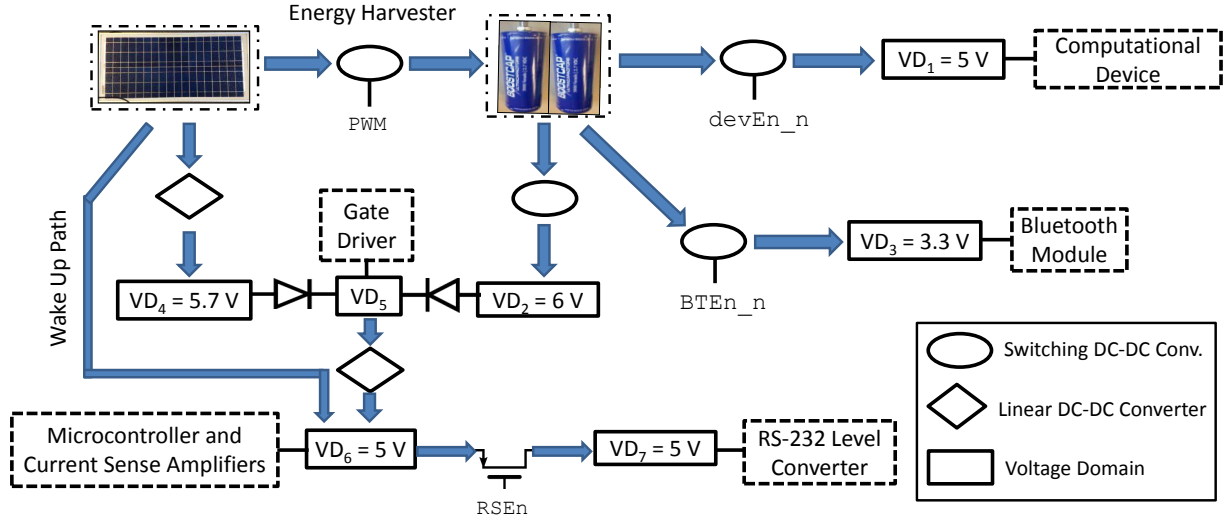 Energy Harvester
BOOSTCAP
BOOSTCAP
PWM
devEn_n
VD1 = 5 V
Computational
Device
Wake Up Path
Gate
Driver
VD4 = 5.7 V
VD5
VD2 = 6 V
BTEn_n
VD3 = 3.3 V
Bluetooth
Module
Switching DC-DC Conv.
Linear DC-DC Converter
Voltage Domain
Microcontroller and
Current Sense Amplifiers
VD6 = 5 V
RSEn
VD7 = 5 V
RS-232 Level
Converter